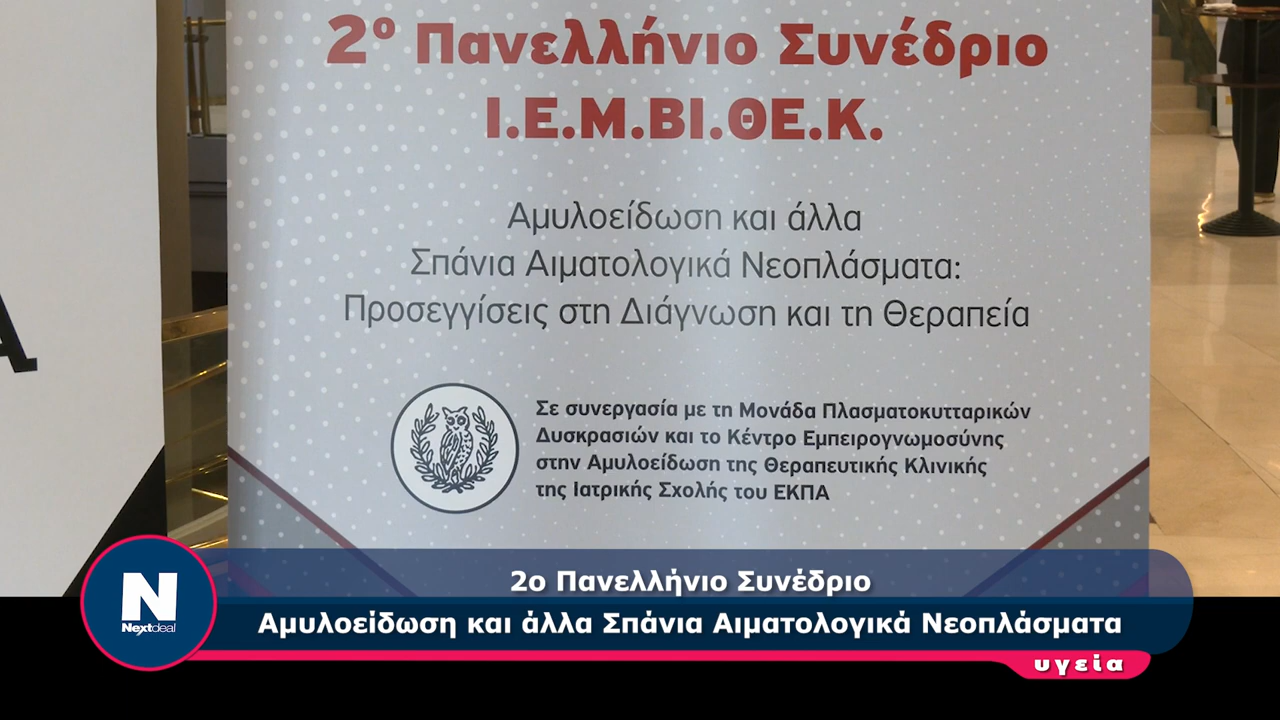 2º Πανελλήνιο Συνέδριο
Ι.Ε.Μ.ΒΙ.ΘΕ.Κ.
Αμυλοείδωση και άλλα
Σπάνια Αιματολογικά Νεοπλάσματα:
Προσεγγίσεις στη Διάγνωση και τη Θεραπεία
Σε συνεργασία με τη Μονάδα Πλασματοκυτταρικών
Δυσκρασιών και το Κέντρο Εμπειρογνωμοσύνης
στην Αμυλοείδωση της Θεραπευτικής Κλινικής
της Ιατρικής Σχολής του ΕΚΠΑ
2ο Πανελλήνιο Συνέδριο
Αμυλοείδωση και άλλα Σπάνια Αιματολογικά Νεοπλάσματα
N
Nextdeal
υγεία